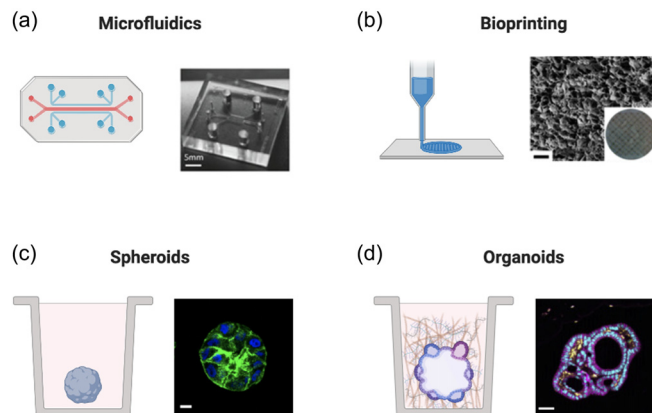 (a) Microfluidics
(b) Bioprinting
5mm
(c) Spheroids
(d) Organoids